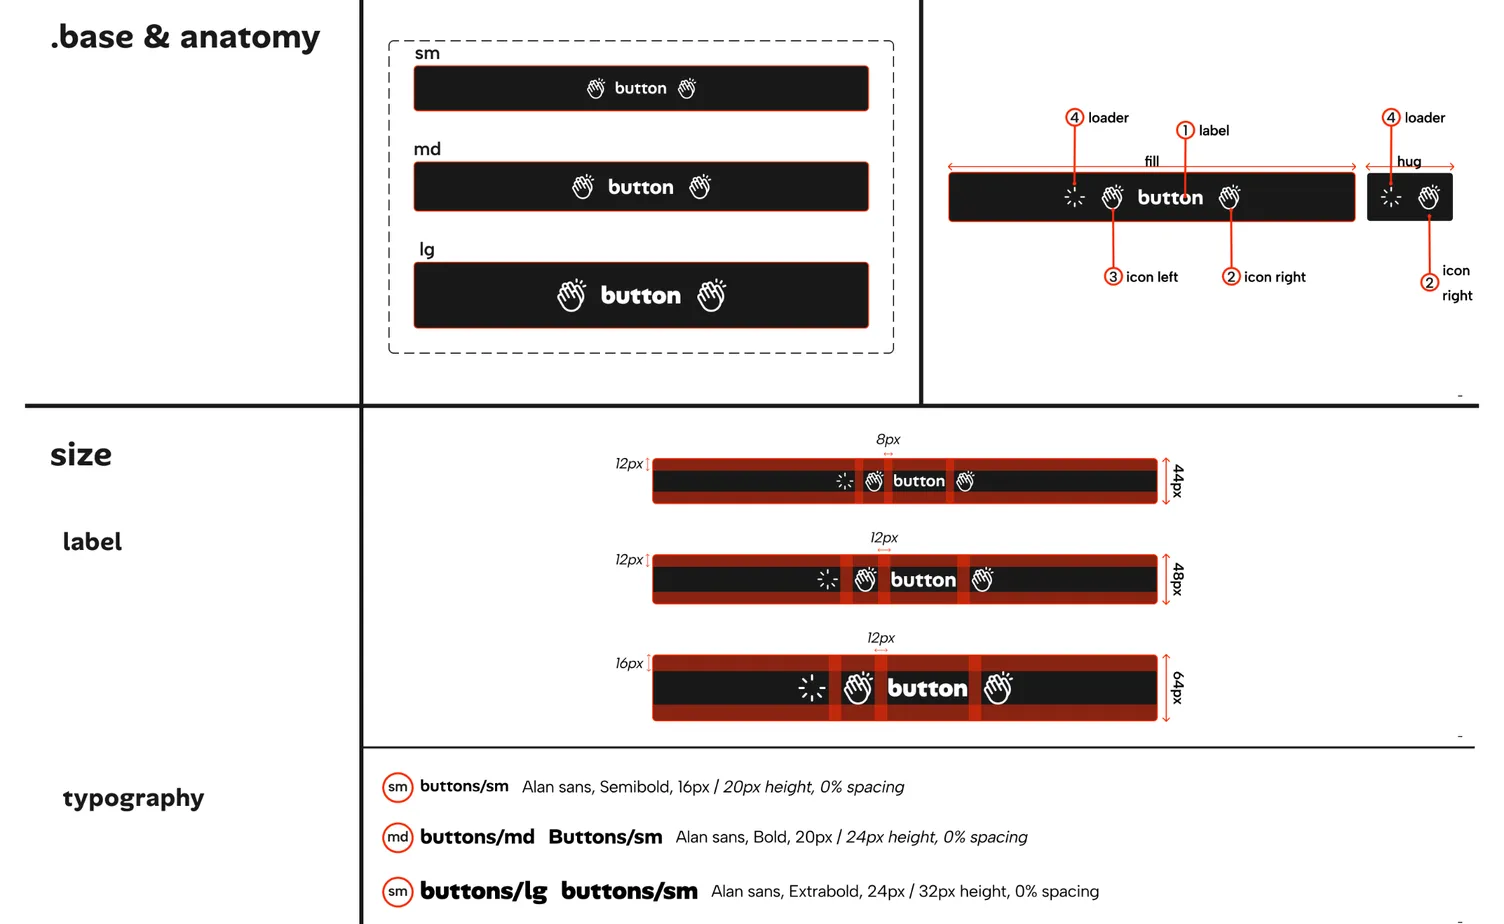 .base & anatomy
sm
button
md
button
lg
button
4 loader
1 label
4 loader
fill
hug
button
3 icon left
2 icon right
2 icon right
size
label
8px
12px
button
44px
12px
12px
button
48px
12px
16px
button
64px
typography
sm buttons/sm Alan sans, Semibold, 16px / 20px height, 0% spacing
md buttons/md Buttons/sm Alan sans, Bold, 20px / 24px height, 0% spacing
sm buttons/lg buttons/sm Alan sans, Extrabold, 24px / 32px height, 0% spacing